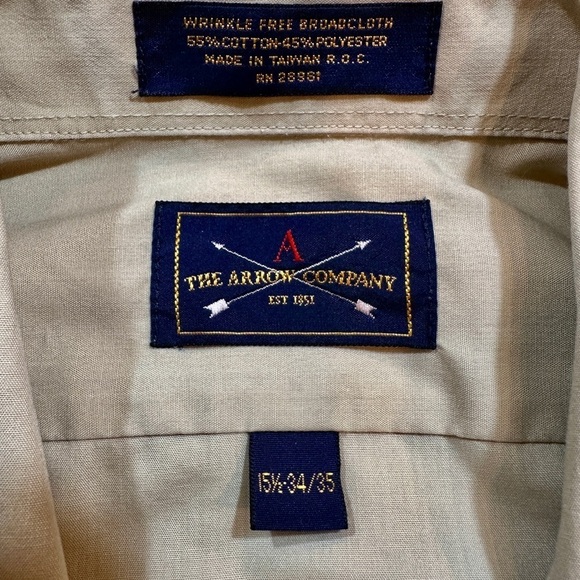 WRINKLE FREE BROADCLOTH
55% COTTON-45% POLYESTER
MADE IN TAIWAN R.O.C.
RN 28981
A
THE ARROW COMPANY
EST 1851
15½-34/35